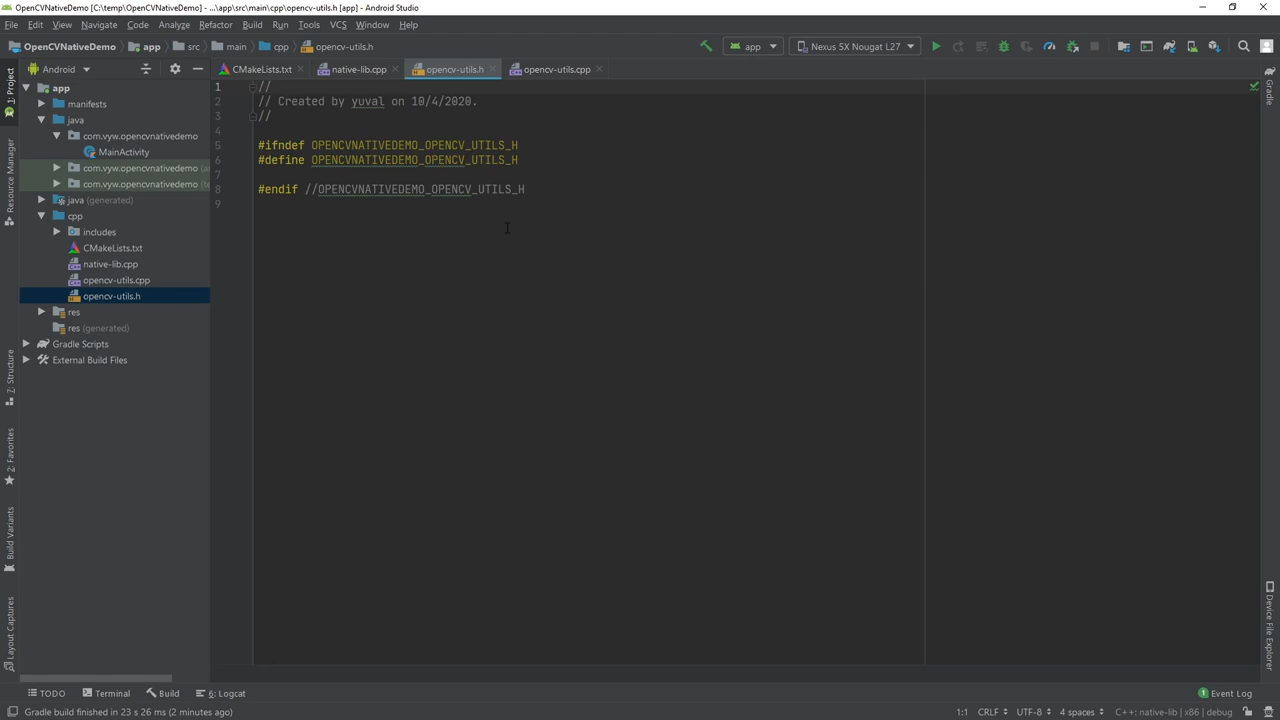 OpenCVNativeDemo [C:\temp\OpenCVNativeDemo] - ...\app\src\main\cpp\opencv-utils.h [app] - Android Studio
File Edit View Navigate Code Analyze Refactor Build Run Tools VCS Window Help
OpenCVNativeDemo app src main cpp opencv-utils.h app Nexus 5X Nougat L27
1: Project
Resource Manager
7: Structure
2: Favorites
Build Variants
Layout Captures
Android
app
manifests
java
com.vyw.opencvnativedemo
MainActivity
com.vyw.opencvnativedemo (a
com.vyw.opencvnativedemo (te
java (generated)
cpp
includes
CMakeLists.txt
native-lib.cpp
opencv-utils.cpp
opencv-utils.h
res
res (generated)
Gradle Scripts
External Build Files
CMakeLists.txt native-lib.cpp opencv-utils.h opencv-utils.cpp
1 //
2 // Created by yuval on 10/4/2020.
3 //
4
5 #ifndef OPENCVNATIVEDEMO_OPENCV_UTILS_H
6 #define OPENCVNATIVEDEMO_OPENCV_UTILS_H
7
8 #endif //OPENCVNATIVEDEMO_OPENCV_UTILS_H
9
Gradle
Device File Explorer
TODO Terminal Build 6: Logcat 1 Event Log
Gradle build finished in 23 s 26 ms (2 minutes ago) 1:1 CRLF UTF-8 4 spaces C++: native-lib | x86 | debug